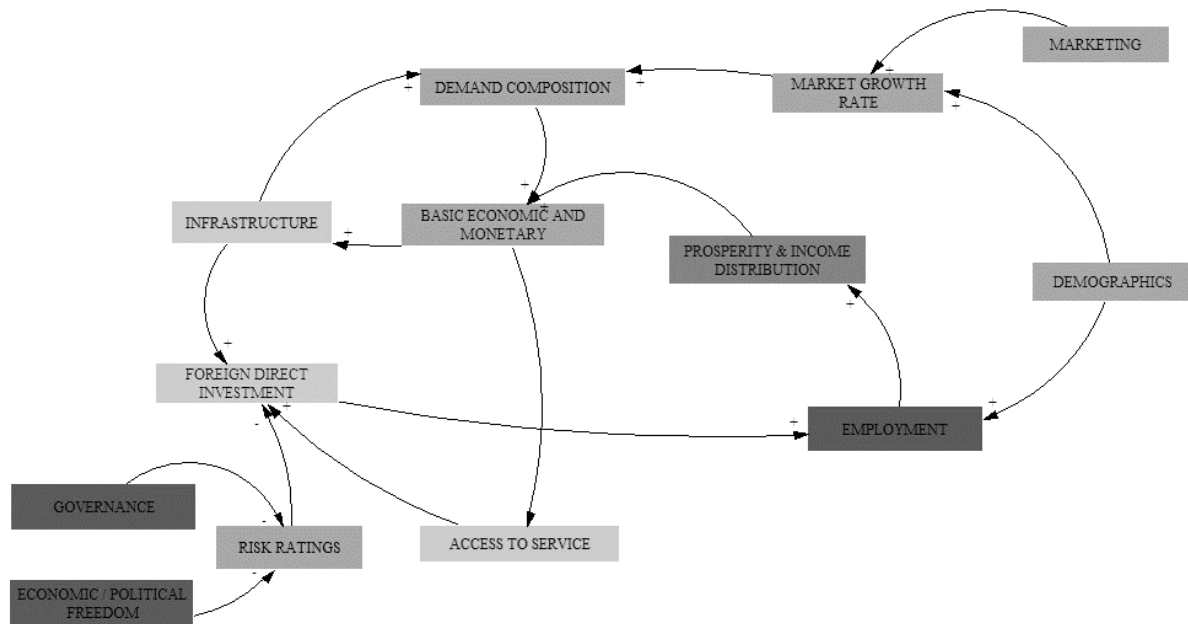 MARKETING
+
DEMAND COMPOSITION
+
+
MARKET GROWTH
RATE
+
+
+
INFRASTRUCTURE
BASIC ECONOMIC AND
MONETARY
+
PROSPERITY & INCOME
DISTRIBUTION
+
DEMOGRAPHICS
+
+
FOREIGN DIRECT
INVESTMENT
+
-
+
+
EMPLOYMENT
GOVERNANCE
-
RISK RATINGS
-
ACCESS TO SERVICE
ECONOMIC / POLITICAL
FREEDOM